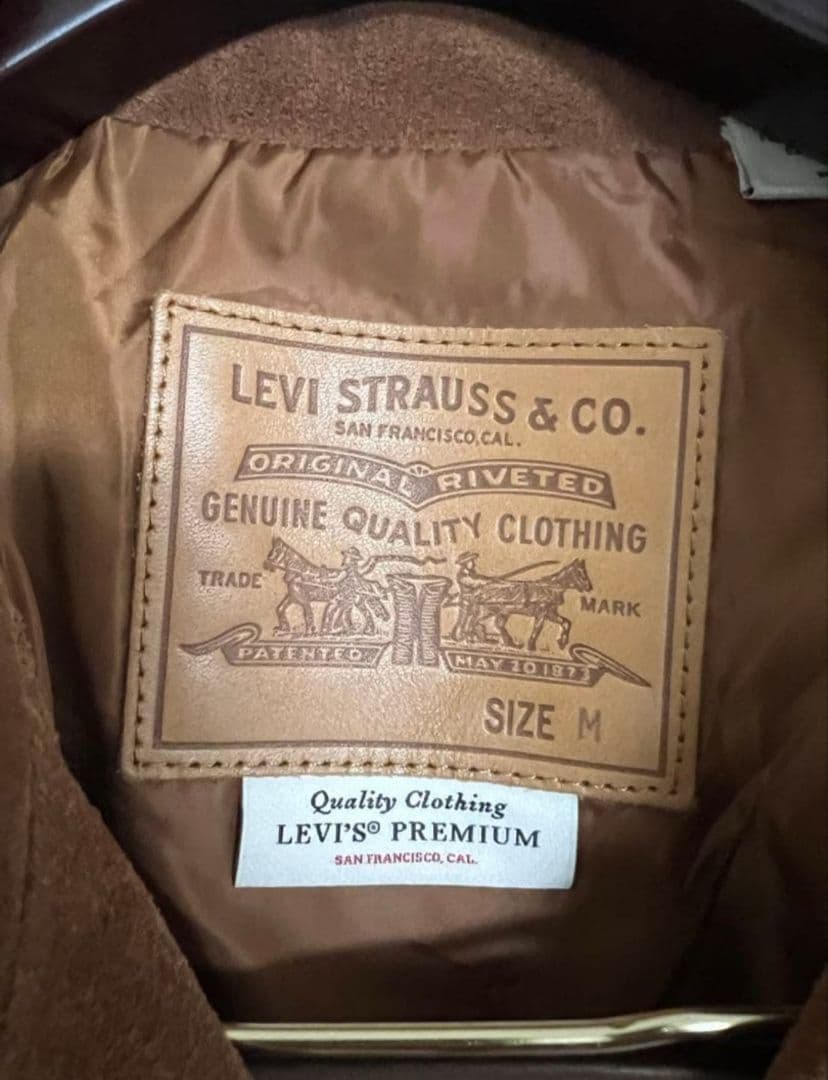 LEVI STRAUSS & CO.
SAN FRANCISCO, CAL.
ORIGINAL RIVETED
GENUINE QUALITY CLOTHING
TRADE MARK
PATENTED MAY 20 1873
SIZE M
Quality Clothing
LEVI'S® PREMIUM
SAN FRANCISCO, CAL.